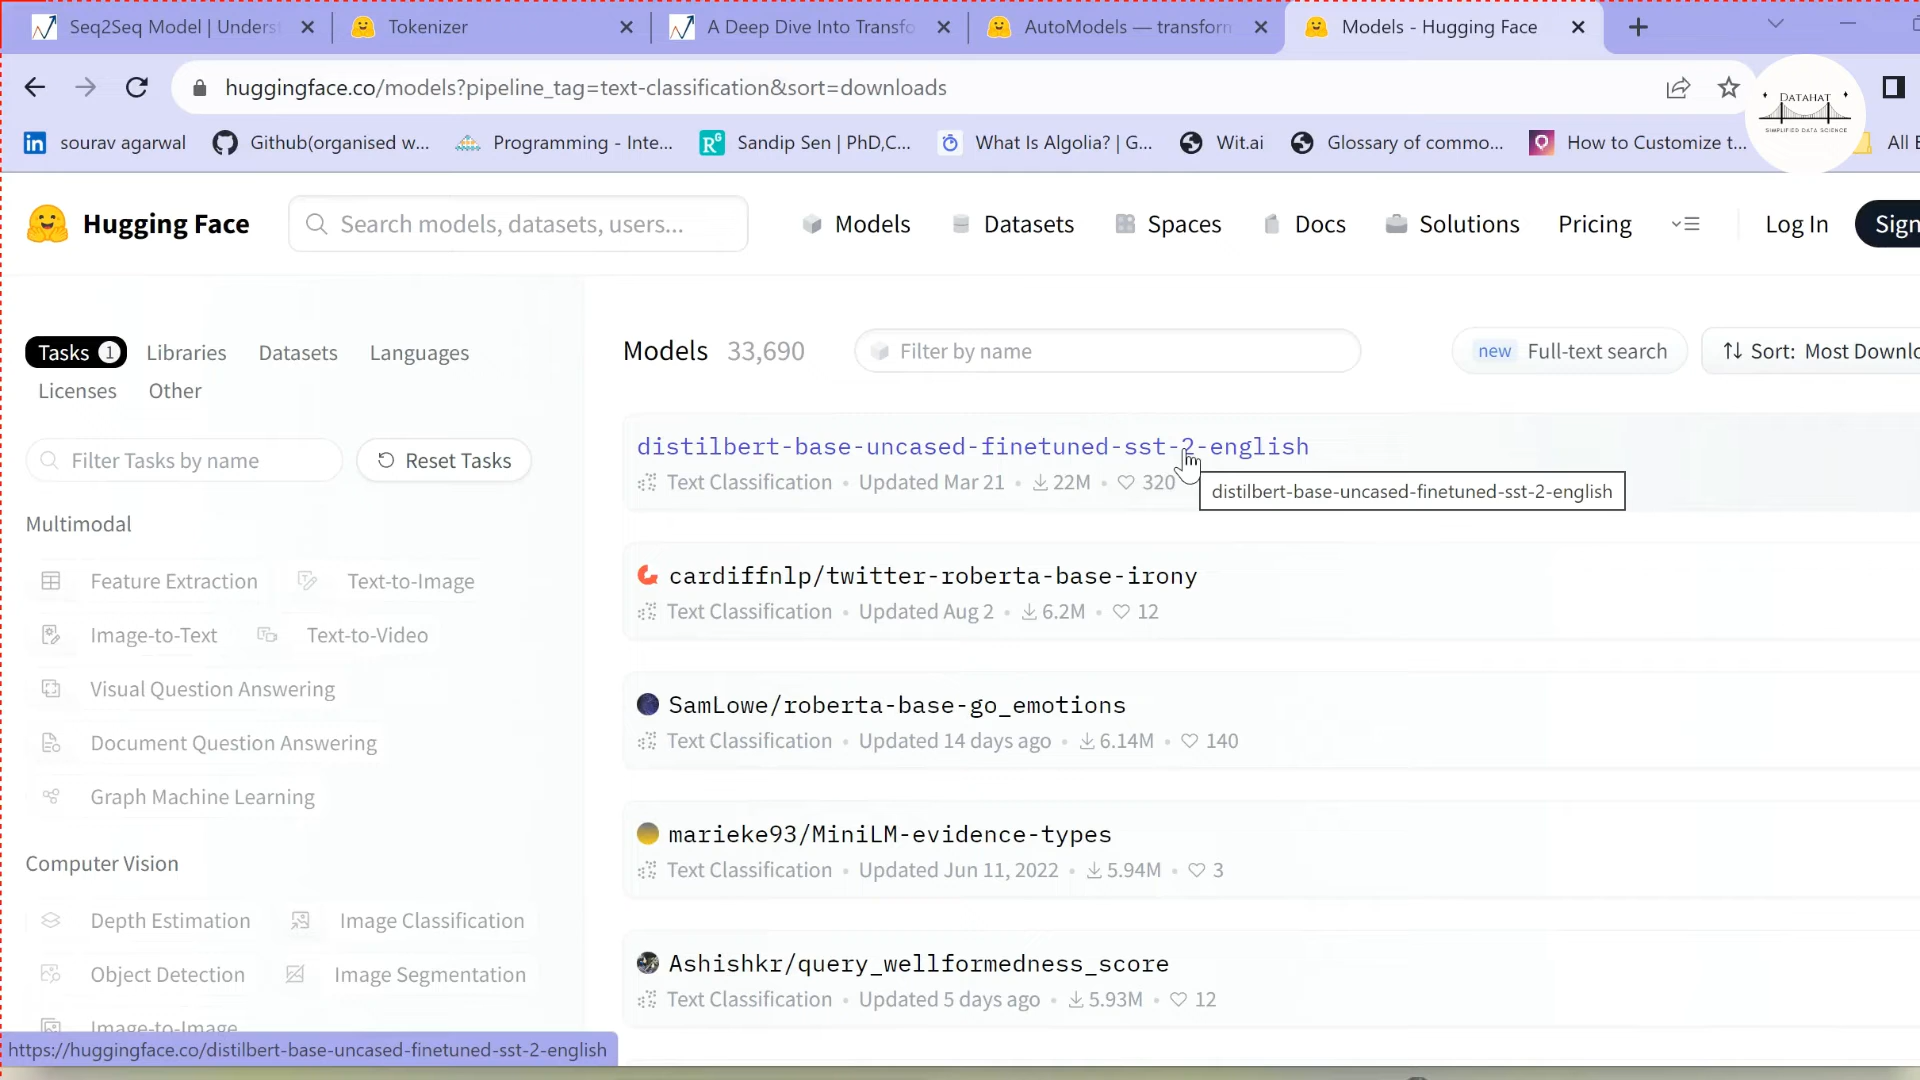 Seq2Seq Model | Underst
Tokenizer
A Deep Dive Into Transfo
AutoModels — transform
Models - Hugging Face
huggingface.co/models?pipeline_tag=text-classification&sort=downloads
DATAHAT
SIMPLIFIED DATA SCIENCE
sourav agarwal
Github(organised w...
Programming - Inte...
Sandip Sen | PhD,C...
What Is Algolia? | G...
Wit.ai
Glossary of commo...
How to Customize t...
All B
Hugging Face
Search models, datasets, users...
Models
Datasets
Spaces
Docs
Solutions
Pricing
Log In
Sign
Tasks 1
Libraries
Datasets
Languages
Licenses
Other
Filter Tasks by name
Reset Tasks
Multimodal
Feature Extraction
Text-to-Image
Image-to-Text
Text-to-Video
Visual Question Answering
Document Question Answering
Graph Machine Learning
Computer Vision
Depth Estimation
Image Classification
Object Detection
Image Segmentation
Image-to-Image
https://huggingface.co/distilbert-base-uncased-finetuned-sst-2-english
Models 33,690
Filter by name
new Full-text search
Sort: Most Downlo
distilbert-base-uncased-finetuned-sst-2-english
Text Classification • Updated Mar 21 • 22M • 320
distilbert-base-uncased-finetuned-sst-2-english
cardiffnlp/twitter-roberta-base-irony
Text Classification • Updated Aug 2 • 6.2M • 12
SamLowe/roberta-base-go_emotions
Text Classification • Updated 14 days ago • 6.14M • 140
marieke93/MiniLM-evidence-types
Text Classification • Updated Jun 11, 2022 • 5.94M • 3
Ashishkr/query_wellformedness_score
Text Classification • Updated 5 days ago • 5.93M • 12